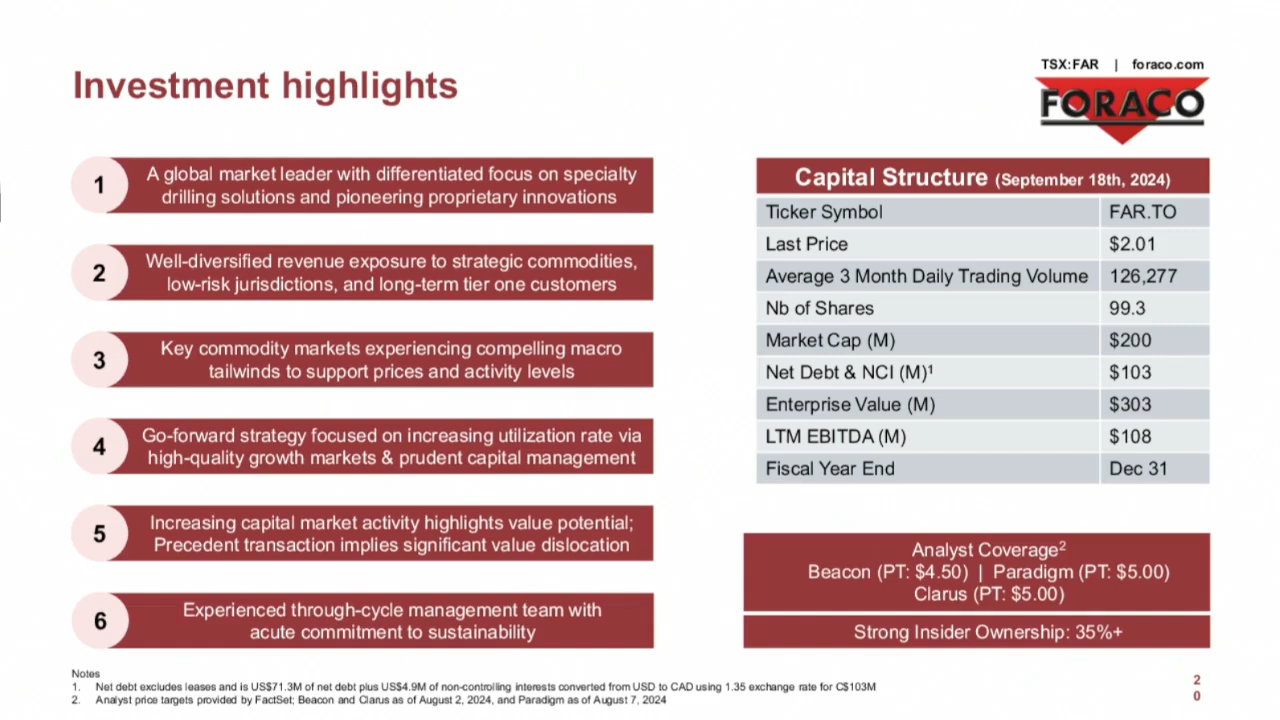 TSX:FAR | foraco.com
Investment highlights
FORACO
1
A global market leader with differentiated focus on specialty
drilling solutions and pioneering proprietary innovations
2
Well-diversified revenue exposure to strategic commodities,
low-risk jurisdictions, and long-term tier one customers
3
Key commodity markets experiencing compelling macro
tailwinds to support prices and activity levels
4
Go-forward strategy focused on increasing utilization rate via
high-quality growth markets & prudent capital management
5
Increasing capital market activity highlights value potential;
Precedent transaction implies significant value dislocation
6
Experienced through-cycle management team with
acute commitment to sustainability
Capital Structure (September 18th, 2024)
Ticker Symbol FAR.TO
Last Price $2.01
Average 3 Month Daily Trading Volume 126,277
Nb of Shares 99.3
Market Cap (M) $200
Net Debt & NCI (M)¹ $103
Enterprise Value (M) $303
LTM EBITDA (M) $108
Fiscal Year End Dec 31
Analyst Coverage²
Beacon (PT: $4.50) | Paradigm (PT: $5.00)
Clarus (PT: $5.00)
Strong Insider Ownership: 35%+
Notes
1. Net debt excludes leases and is US$71.3M of net debt plus US$4.9M of non-controlling interests converted from USD to CAD using 1.35 exchange rate for C$103M
2. Analyst price targets provided by FactSet; Beacon and Clarus as of August 2, 2024, and Paradigm as of August 7, 2024
2
0